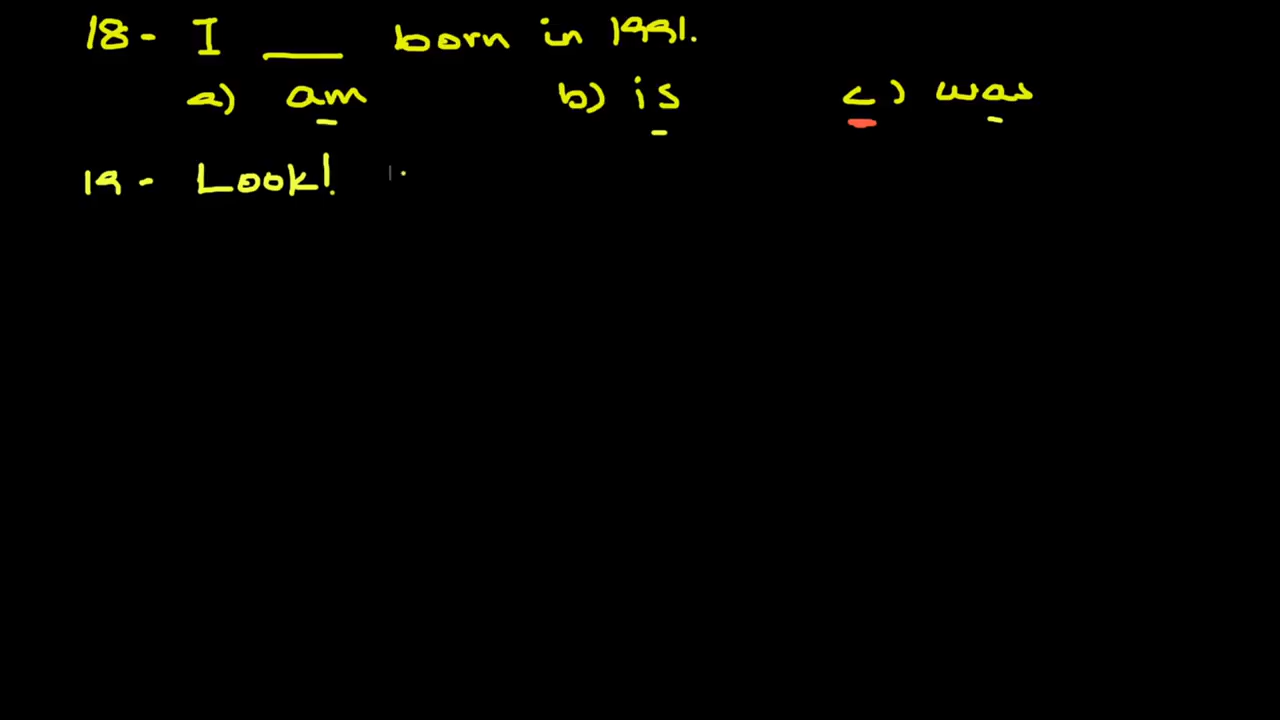 18- I ___ born in 1991.
a) am b) is c) was
19- Look!